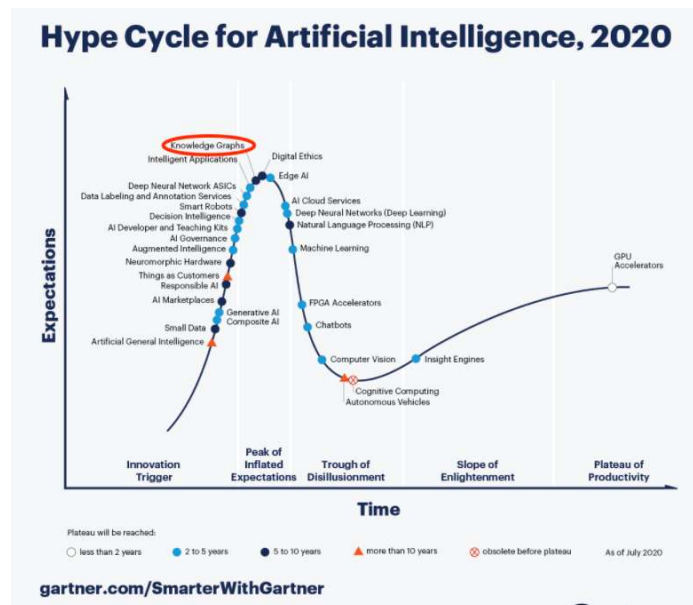 Hype Cycle for Artificial Intelligence, 2020
Expectations
Knowledge Graphs
Intelligent Applications
Digital Ethics
Edge AI
Deep Neural Network ASICs
Data Labeling and Annotation Services
Smart Robots
Decision Intelligence
AI Developer and Teaching Kits
AI Governance
Augmented Intelligence
Neuromorphic Hardware
Things as Customers
Responsible AI
AI Marketplaces
Generative AI
Composite AI
Small Data
Artificial General Intelligence
AI Cloud Services
Deep Neural Networks (Deep Learning)
Natural Language Processing (NLP)
Machine Learning
FPGA Accelerators
Chatbots
Computer Vision
Insight Engines
Cognitive Computing
Autonomous Vehicles
GPU
Accelerators
Innovation
Trigger
Peak of
Inflated
Expectations
Trough of
Disillusionment
Slope of
Enlightenment
Plateau of
Productivity
Time
Plateau will be reached:
less than 2 years
2 to 5 years
5 to 10 years
more than 10 years
obsolete before plateau
As of July 2020
gartner.com/SmarterWithGartner